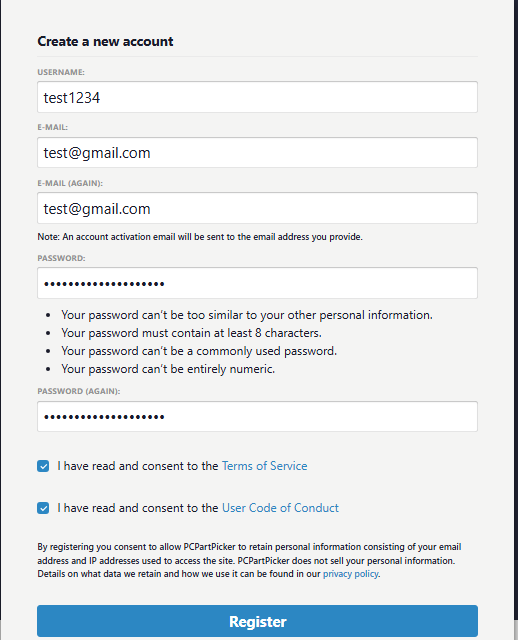 Create a new account
USERNAME:
test1234
E-MAIL:
test@gmail.com
E-MAIL (AGAIN):
test@gmail.com
Note: An account activation email will be sent to the email address you provide.
PASSWORD:
••••••••••••••••••••
• Your password can't be too similar to your other personal information.
• Your password must contain at least 8 characters.
• Your password can't be a commonly used password.
• Your password can't be entirely numeric.
PASSWORD (AGAIN):
••••••••••••••••••••
I have read and consent to the Terms of Service
I have read and consent to the User Code of Conduct
By registering you consent to allow PCPartPicker to retain personal information consisting of your email
address and IP addresses used to access the site. PCPartPicker does not sell your personal information.
Details on what data we retain and how we use it can be found in our privacy policy.
Register